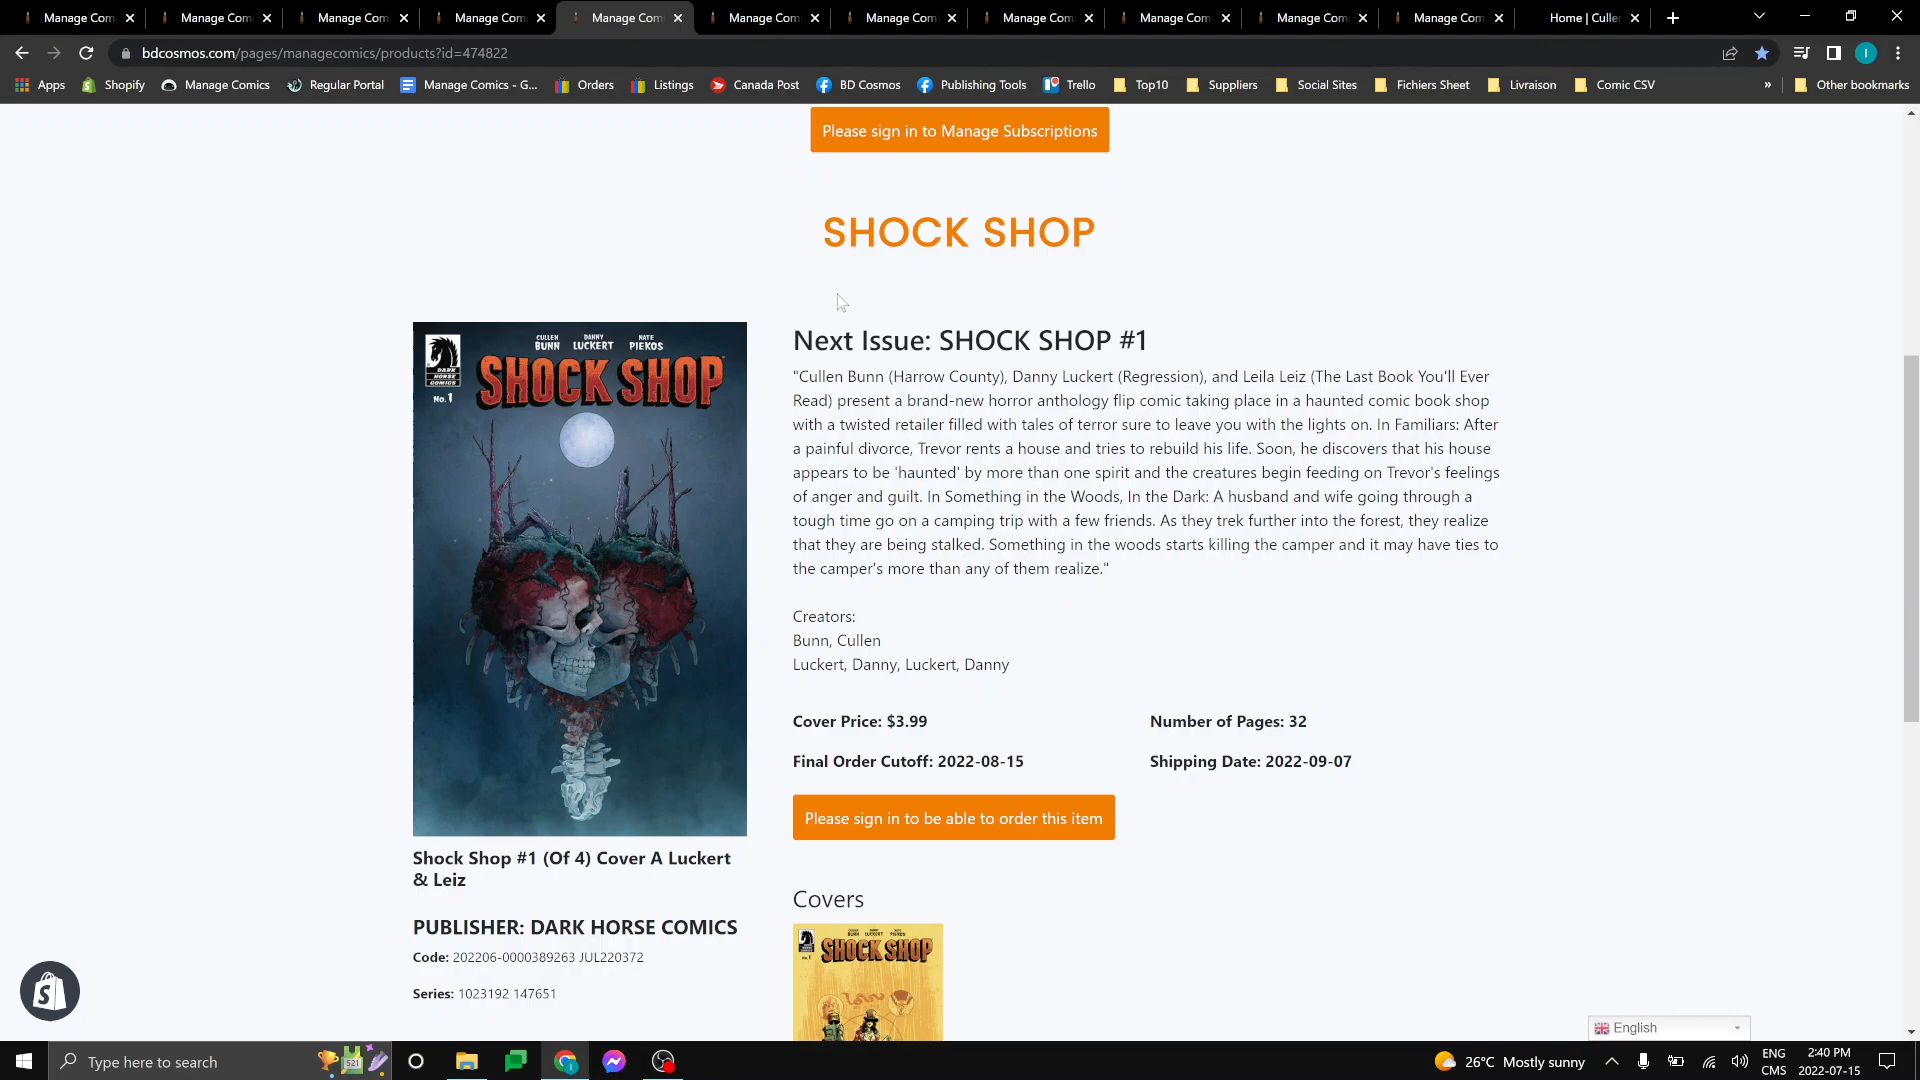 Manage Com
Manage Com
Manage Com
Manage Com
Manage Com
Manage Com
Manage Com
Manage Com
Manage Com
Manage Com
Manage Com
Home | Culle
bdcosmos.com/pages/managecomics/products?id=474822
I
Apps
Shopify
Manage Comics
Regular Portal
Manage Comics - G...
Orders
Listings
Canada Post
BD Cosmos
Publishing Tools
Trello
Top10
Suppliers
Social Sites
Fichiers Sheet
Livraison
Comic CSV
»
Other bookmarks
Please sign in to Manage Subscriptions
SHOCK SHOP
DARK HORSE COMICS
CULLEN BUNN
DANNY LUCKERT
NATE PIEKOS
SHOCK SHOP
No. 1
Next Issue: SHOCK SHOP #1
"Cullen Bunn (Harrow County), Danny Luckert (Regression), and Leila Leiz (The Last Book You'll Ever
Read) present a brand-new horror anthology flip comic taking place in a haunted comic book shop
with a twisted retailer filled with tales of terror sure to leave you with the lights on. In Familiars: After
a painful divorce, Trevor rents a house and tries to rebuild his life. Soon, he discovers that his house
appears to be 'haunted' by more than one spirit and the creatures begin feeding on Trevor's feelings
of anger and guilt. In Something in the Woods, In the Dark: A husband and wife going through a
tough time go on a camping trip with a few friends. As they trek further into the forest, they realize
that they are being stalked. Something in the woods starts killing the camper and it may have ties to
the camper's more than any of them realize."
Creators:
Bunn, Cullen
Luckert, Danny, Luckert, Danny
Cover Price: $3.99
Number of Pages: 32
Final Order Cutoff: 2022-08-15
Shipping Date: 2022-09-07
Please sign in to be able to order this item
Shock Shop #1 (Of 4) Cover A Luckert
& Leiz
PUBLISHER: DARK HORSE COMICS
Code: 202206-0000389263 JUL220372
Series: 1023192 147651
Covers
SHOCK SHOP
English
Type here to search
521
26°C Mostly sunny
ENG
CMS
2:40 PM
2022-07-15